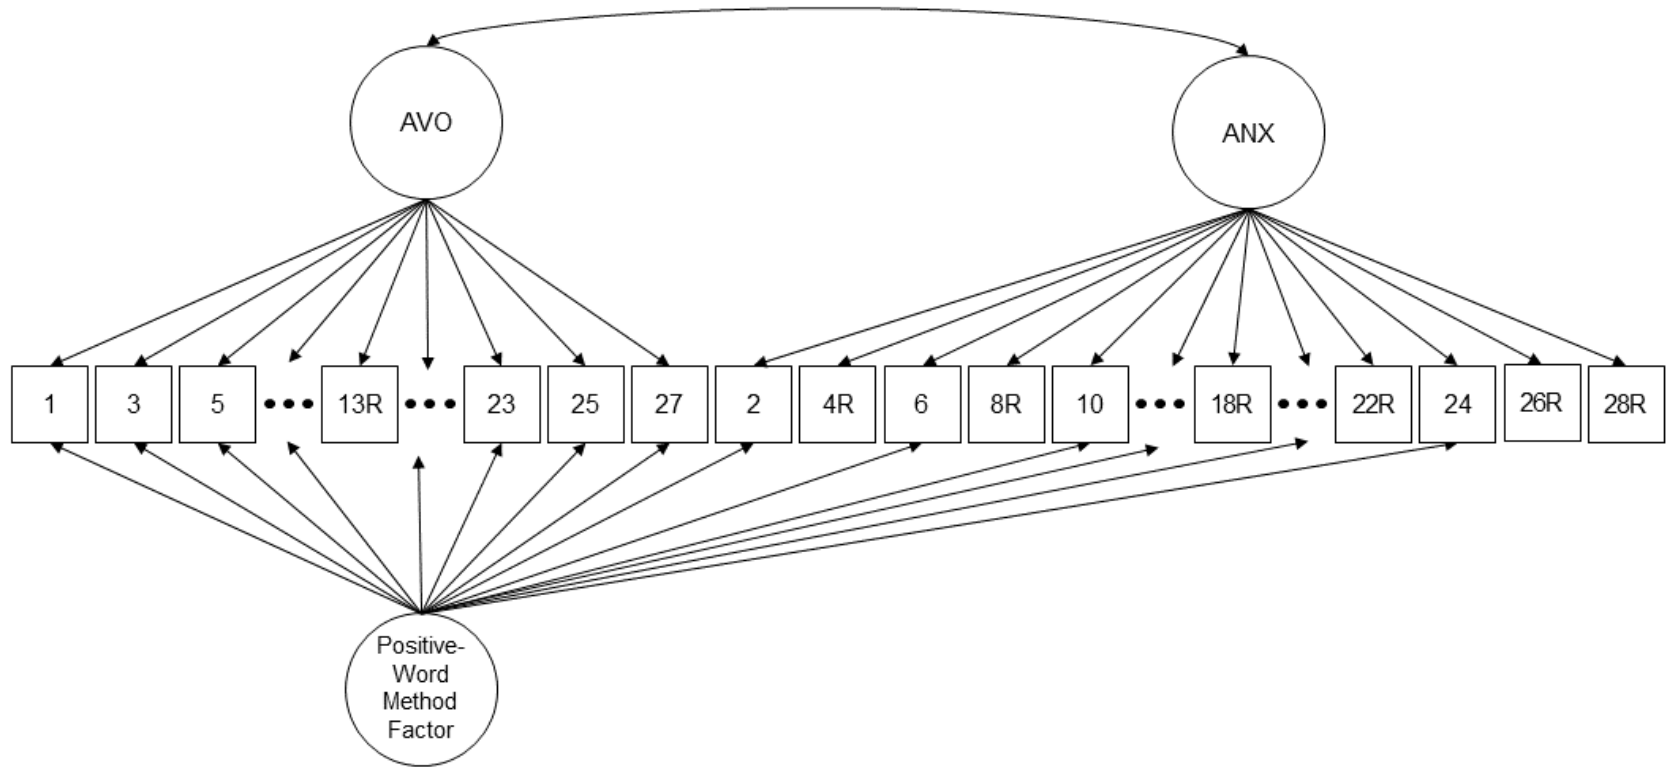 AVO
ANX
1 3 5 ••• 13R ••• 23 25 27 2 4R 6 8R 10 ••• 18R ••• 22R 24 26R 28R
Positive-
Word
Method
Factor